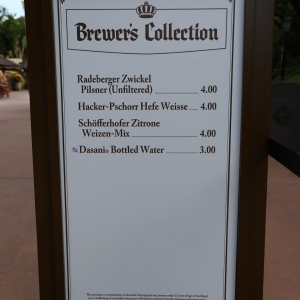 Brewer's Collection
Radeberger Zwickel
Pilsner (Unfiltered) 4.00
Hacker-Pschorr Hefe Weisse 4.00
Schöfferhofer Zitrone
Weizen-Mix 4.00
Dasani® Bottled Water 3.00